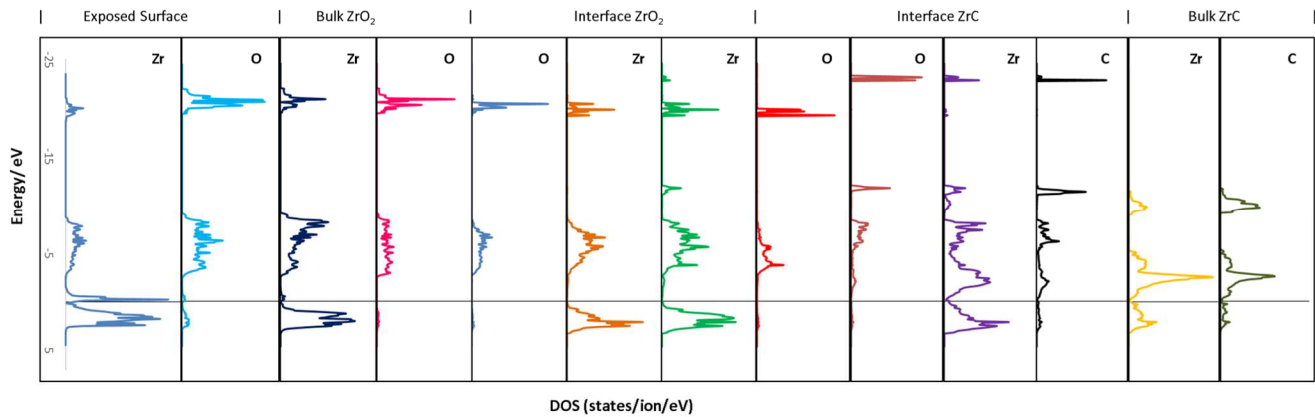 | Exposed Surface | Bulk ZrO₂ | Interface ZrO₂ | Interface ZrC | Bulk ZrC |
Zr O Zr O O Zr Zr O O Zr C Zr C
Energy/ eV
-25
-15
-5
5
DOS (states/ion/eV)